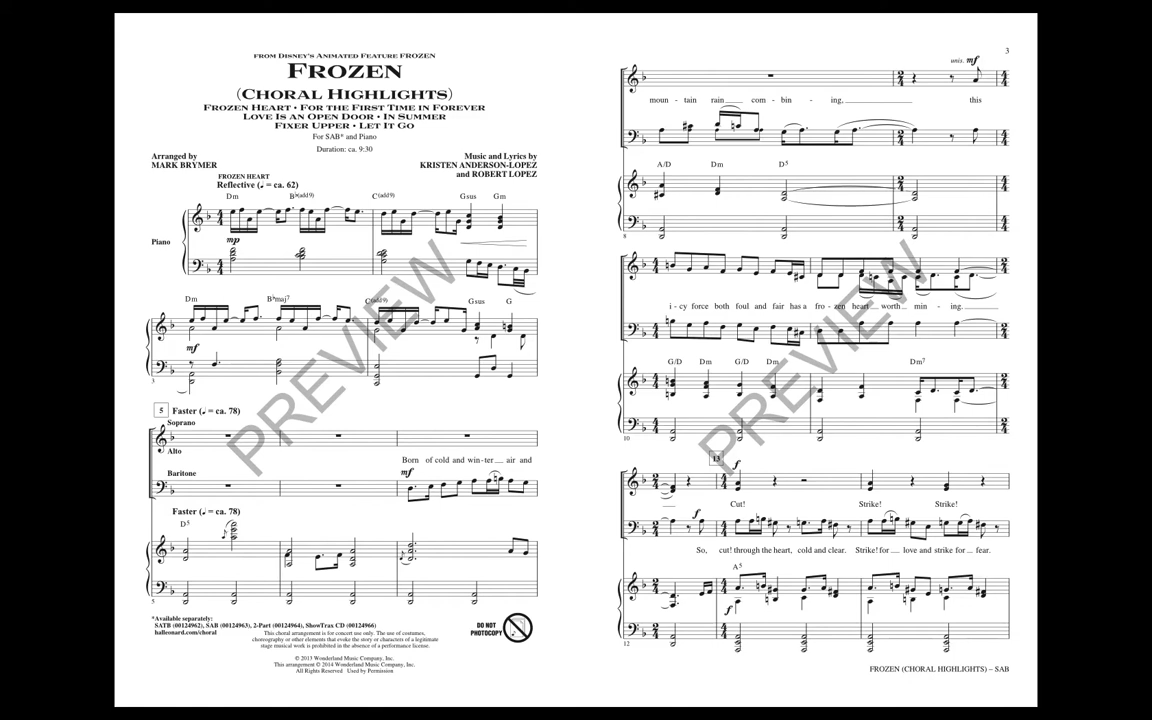 FROM DISNEY'S ANIMATED FEATURE FROZEN
FROZEN
(CHORAL HIGHLIGHTS)
FROZEN HEART • FOR THE FIRST TIME IN FOREVER
LOVE IS AN OPEN DOOR • IN SUMMER
FIXER UPPER • LET IT GO
For SAB* and Piano
Duration: ca. 9:30
Arranged by
MARK BRYMER
Music and Lyrics by
KRISTEN ANDERSON-LOPEZ
and ROBERT LOPEZ
FROZEN HEART
Reflective (♩ = ca. 62)
Dm B♭(add9) C(add9) Gsus Gm
Piano
mp
Dm B♭maj7 C(add9) Gsus G
mf
3
5 Faster (♩ = ca. 78)
Soprano
Alto
Born of cold and win - ter air and
Baritone
mf
Faster (♩ = ca. 78)
D5
5
*Available separately:
SATB (00124962), SAB (00124963), 2-Part (00124964), ShowTrax CD (00124966)
halleonard.com/choral
This choral arrangement is for concert use only. The use of costumes,
choreography or other elements that evoke the story or characters of a legitimate
stage musical work is prohibited in the absence of a performance license.
© 2013 Wonderland Music Company, Inc.
This arrangement © 2014 Wonderland Music Company, Inc.
All Rights Reserved Used by Permission
DO NOT
PHOTOCOPY
PREVIEW
3
unis. mf
moun - tain rain com - bin - ing, this
A/D Dm D5
8
i - cy force both foul and fair has a fro - zen heart worth min - ing.
G/D Dm G/D Dm Dm7
10
13
f
Cut! Strike! Strike!
f
So, cut! through the heart, cold and clear. Strike! for love and strike for fear.
A5
f
12
FROZEN (CHORAL HIGHLIGHTS) – SAB
PREVIEW